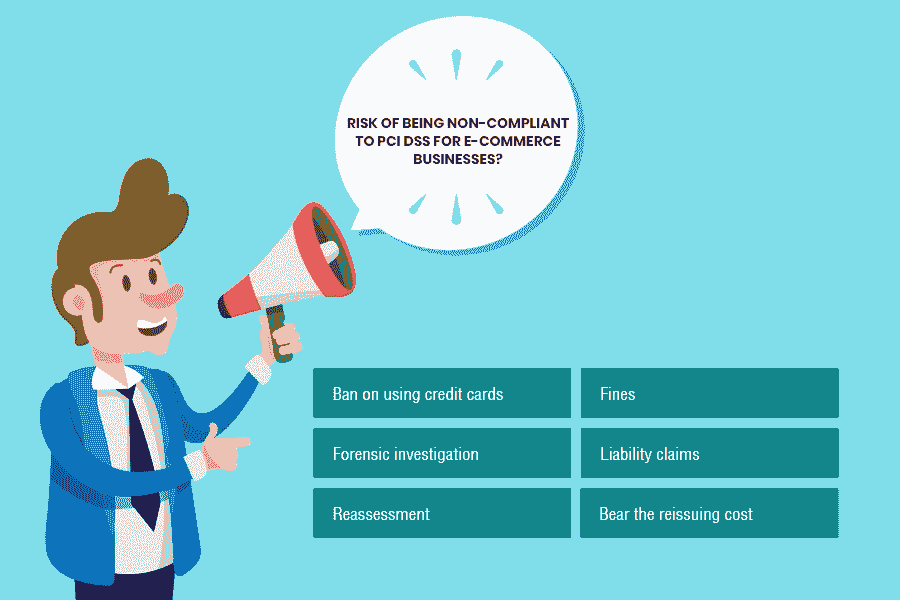 RISK OF BEING NON-COMPLIANT
TO PCI DSS FOR E-COMMERCE
BUSINESSES?
Ban on using credit cards
Fines
Forensic investigation
Liability claims
Reassessment
Bear the reissuing cost